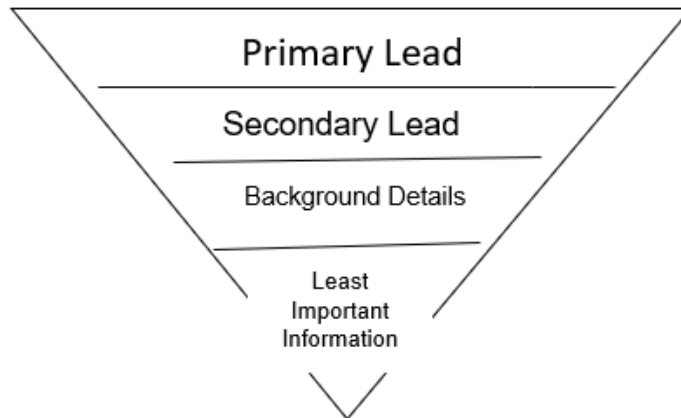 Primary Lead
Secondary Lead
Background Details
Least
Important
Information